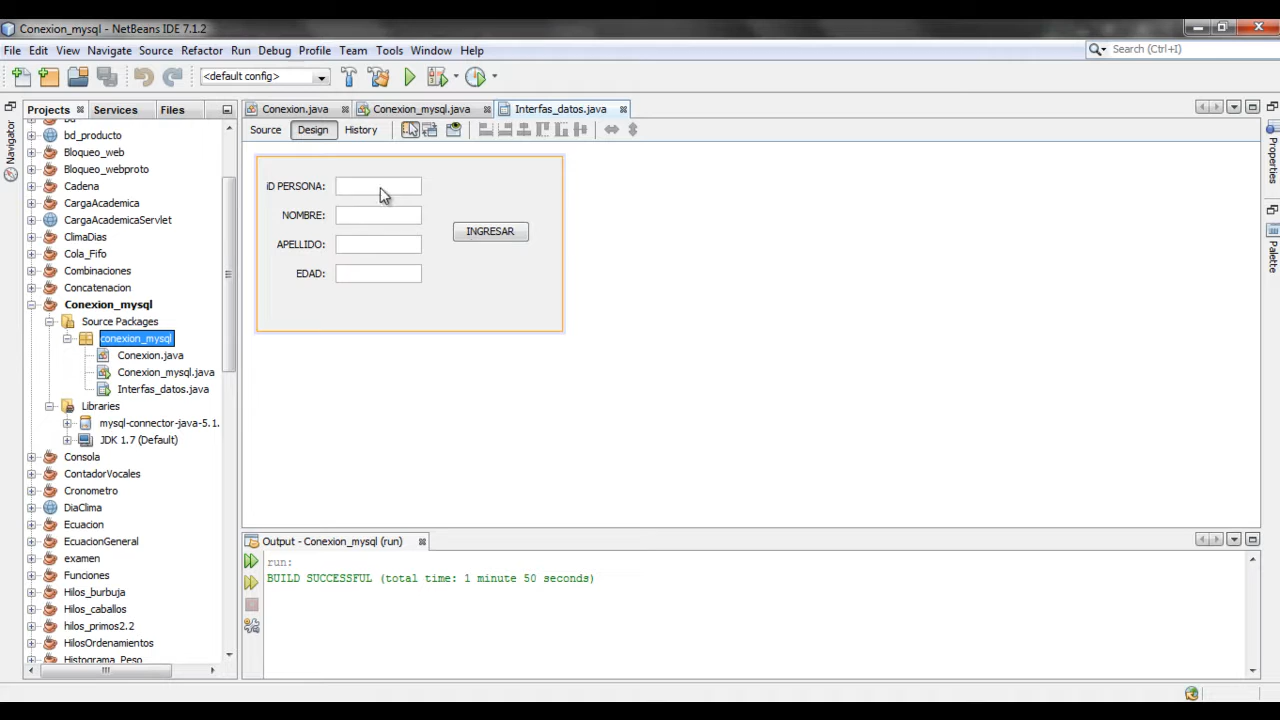 Conexion_mysql - NetBeans IDE 7.1.2
File Edit View Navigate Source Refactor Run Debug Profile Team Tools Window Help
Search (Ctrl+I)
<default config>
Projects Services Files
Conexion.java Conexion_mysql.java Interfas_datos.java
Source Design History
Navigator
Properties
Palette
bd_producto
Bloqueo_web
Bloqueo_webproto
Cadena
CargaAcademica
CargaAcademicaServlet
ClimaDias
Cola_Fifo
Combinaciones
Concatenacion
Conexion_mysql
Source Packages
conexion_mysql
Conexion.java
Conexion_mysql.java
Interfas_datos.java
Libraries
mysql-connector-java-5.1.
JDK 1.7 (Default)
Consola
ContadorVocales
Cronometro
DiaClima
Ecuacion
EcuacionGeneral
examen
Funciones
Hilos_burbuja
Hilos_caballos
hilos_primos2.2
HilosOrdenamientos
Histograma_Peso
iD PERSONA:
NOMBRE:
INGRESAR
APELLIDO:
EDAD:
Output - Conexion_mysql (run)
run:
BUILD SUCCESSFUL (total time: 1 minute 50 seconds)